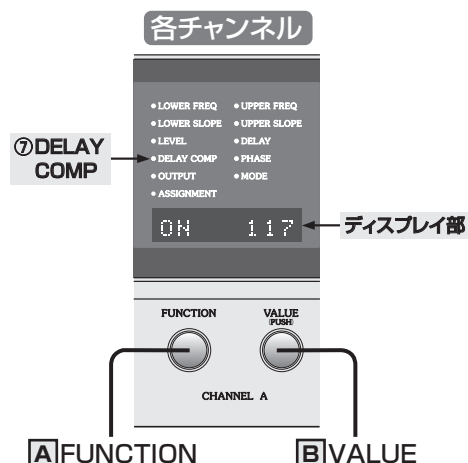 各チャンネル
LOWER FREQ UPPER FREQ
LOWER SLOPE UPPER SLOPE
LEVEL DELAY
⑦DELAY COMP
DELAY COMP PHASE
OUTPUT MODE
ASSIGNMENT
ON 117
ディスプレイ部
FUNCTION VALUE
(PUSH)
CHANNEL A
A FUNCTION B VALUE